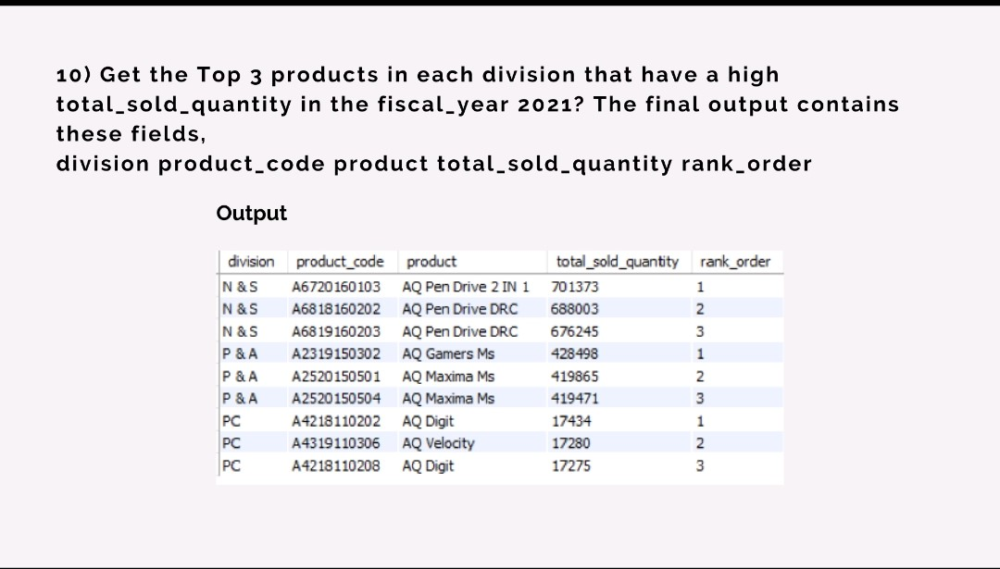 10) Get the Top 3 products in each division that have a high
total_sold_quantity in the fiscal_year 2021? The final output contains
these fields,
division product_code product total_sold_quantity rank_order
Output
division product_code product total_sold_quantity rank_order
N & S A6720160103 AQ Pen Drive 2 IN 1 701373 1
N & S A6818160202 AQ Pen Drive DRC 688003 2
N & S A6819160203 AQ Pen Drive DRC 676245 3
P & A A2319150302 AQ Gamers Ms 428498 1
P & A A2520150501 AQ Maxima Ms 419865 2
P & A A2520150504 AQ Maxima Ms 419471 3
PC A4218110202 AQ Digit 17434 1
PC A4319110306 AQ Velocity 17280 2
PC A4218110208 AQ Digit 17275 3